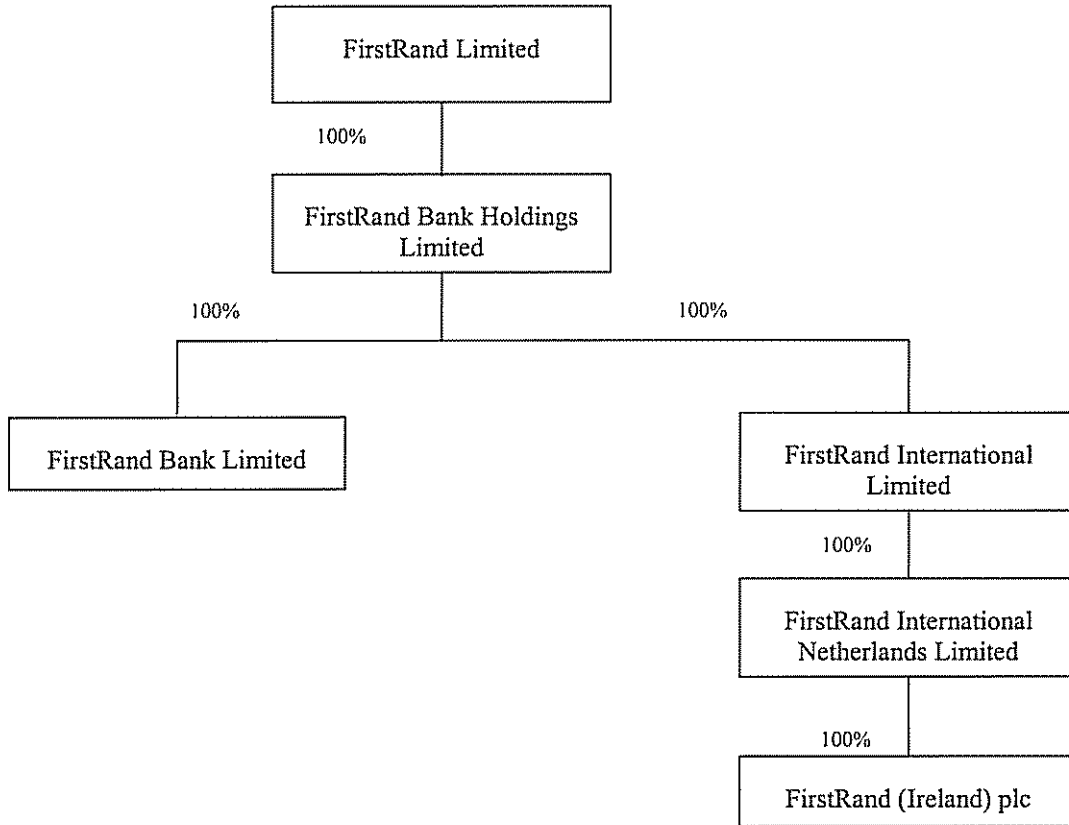 FirstRand Limited
100%
FirstRand Bank Holdings
Limited
100%
100%
FirstRand Bank Limited
FirstRand International
Limited
100%
FirstRand International
Netherlands Limited
100%
FirstRand (Ireland) plc